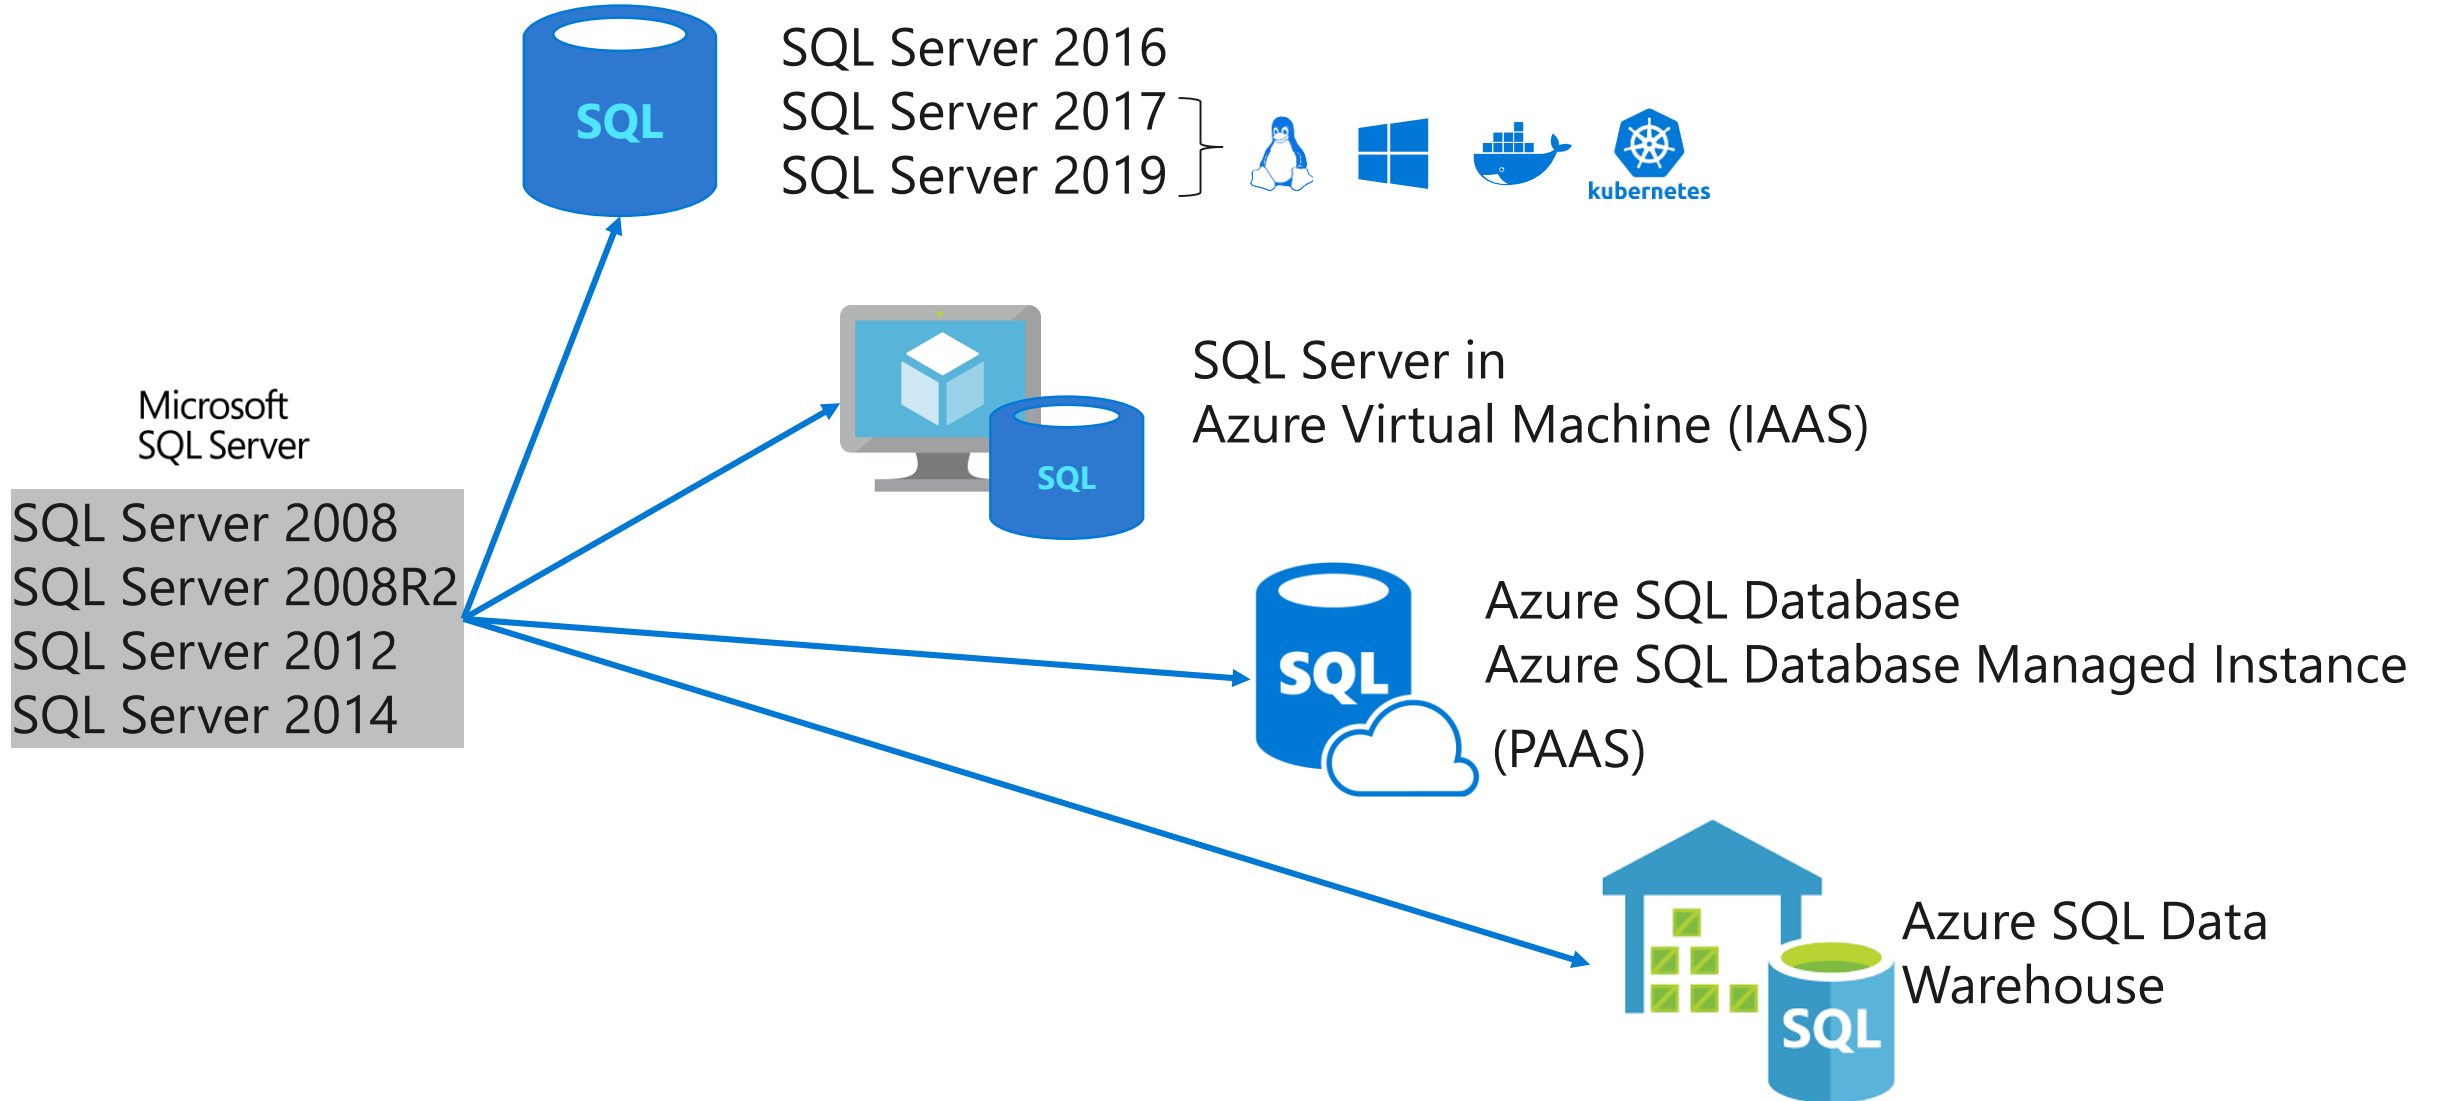 SQL
SQL Server 2016
SQL Server 2017
SQL Server 2019
kubernetes
Microsoft
SQL Server
SQL Server 2008
SQL Server 2008R2
SQL Server 2012
SQL Server 2014
SQL
SQL Server in
Azure Virtual Machine (IAAS)
SQL
Azure SQL Database
Azure SQL Database Managed Instance
(PAAS)
SQL
Azure SQL Data
Warehouse